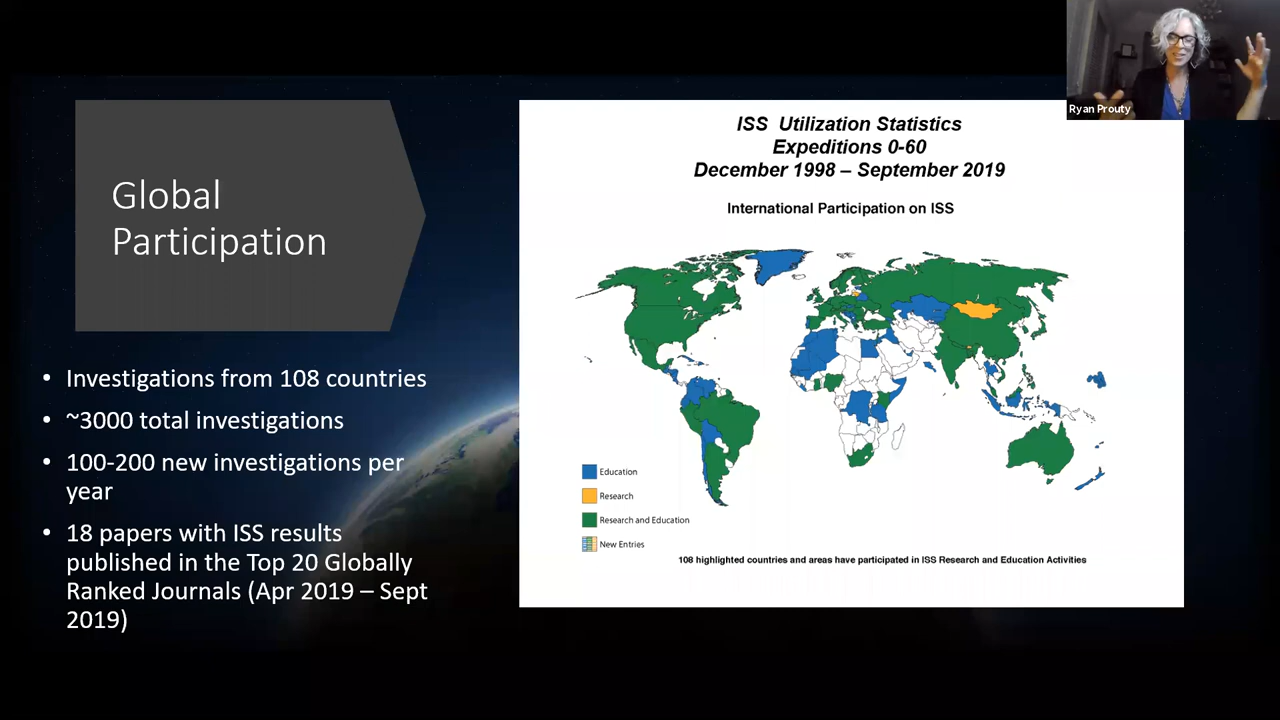 Ryan Prouty
Global
Participation
• Investigations from 108 countries
• ~3000 total investigations
• 100-200 new investigations per
year
• 18 papers with ISS results
published in the Top 20 Globally
Ranked Journals (Apr 2019 – Sept
2019)
ISS Utilization Statistics
Expeditions 0-60
December 1998 – September 2019
International Participation on ISS
Education
Research
Research and Education
New Entries
108 highlighted countries and areas have participated in ISS Research and Education Activities